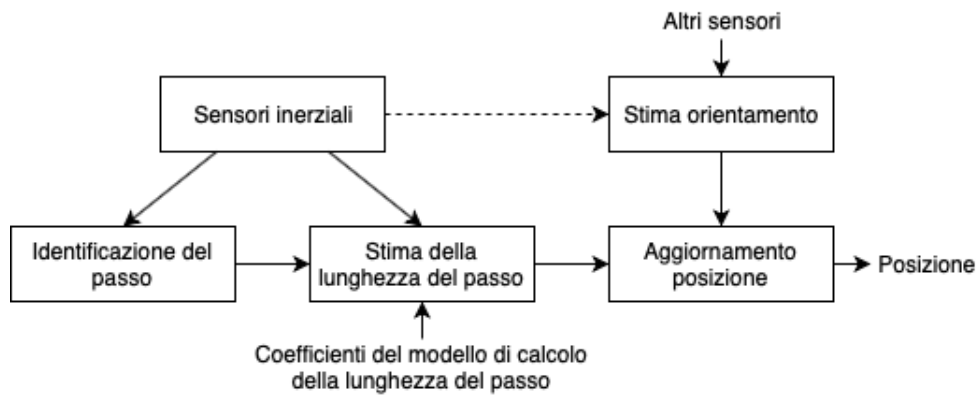 Altri sensori
Sensori inerziali
Stima orientamento
Identificazione del
passo
Stima della
lunghezza del passo
Aggiornamento
posizione
Posizione
Coefficienti del modello di calcolo
della lunghezza del passo